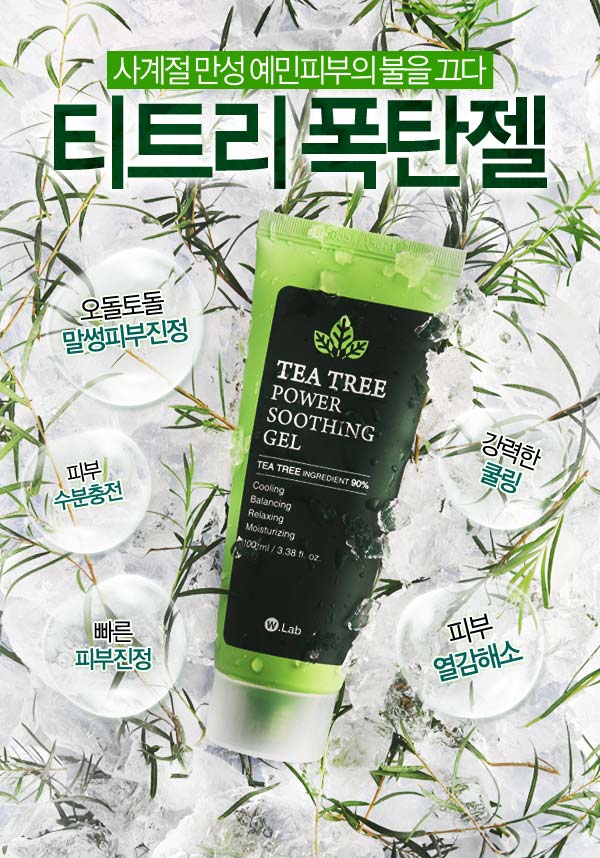 사계절 만성 예민피부의 불을 끄다
티트리 폭탄젤
오돌토돌
말썽피부진정
피부
수분충전
빠른
피부진정
강력한
쿨링
피부
열감해소
TEA TREE
POWER
SOOTHING
GEL
TEA TREE INGREDIENT 90%
Cooling
Balancing
Relaxing
Moisturizing
100ml / 3.38 fl. oz.
W.Lab